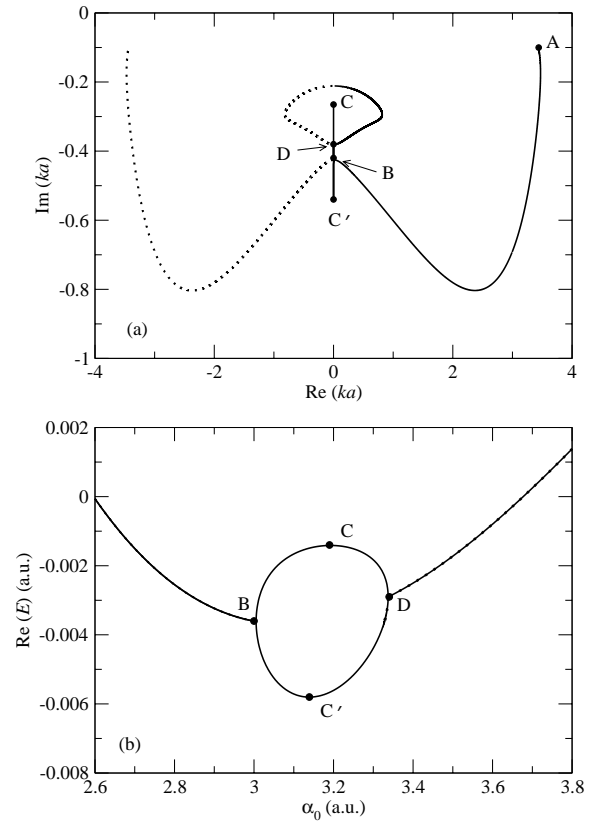 0
A
-0.2
C
D
-0.4
B
Im (ka)
-0.6
C ′
-0.8
(a)
-1
-4 -2 0 2 4
Re (ka)
0.002
0
C
-0.002
D
B
Re (E) (a.u.)
-0.004
-0.006
C ′
(b)
-0.008
2.6 2.8 3 3.2 3.4 3.6 3.8
α₀ (a.u.)